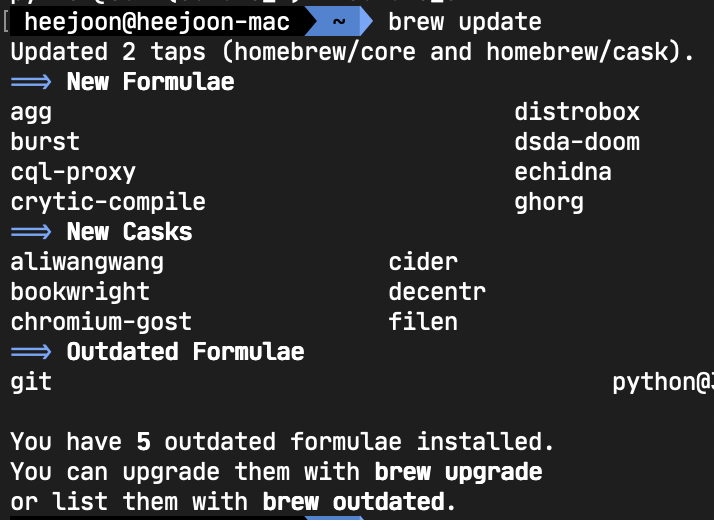 heejoon@heejoon-mac ~ brew update
Updated 2 taps (homebrew/core and homebrew/cask).
==> New Formulae
agg distrobox
burst dsda-doom
cql-proxy echidna
crytic-compile ghorg
==> New Casks
aliwangwang cider
bookwright decentr
chromium-gost filen
==> Outdated Formulae
git python@
You have 5 outdated formulae installed.
You can upgrade them with brew upgrade
or list them with brew outdated.